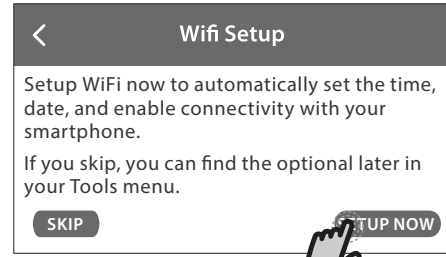 Wifi Setup
Setup WiFi now to automatically set the time,
date, and enable connectivity with your
smartphone.
If you skip, you can find the optional later in
your Tools menu.
SKIP
SETUP NOW